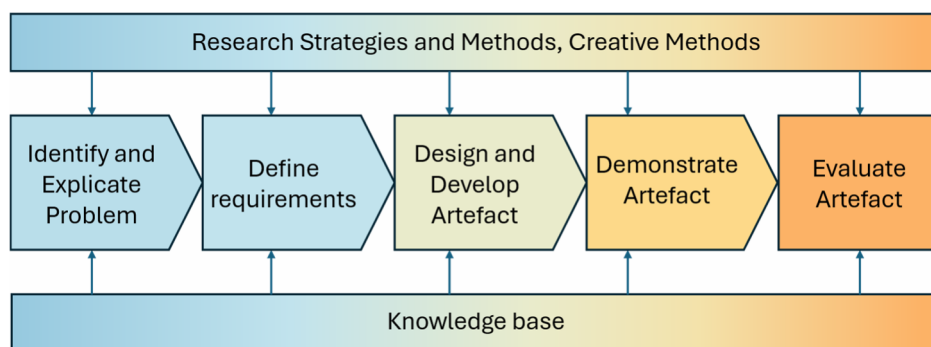 Research Strategies and Methods, Creative Methods
Identify and
Explicate
Problem
Define
requirements
Design and
Develop
Artefact
Demonstrate
Artefact
Evaluate
Artefact
Knowledge base